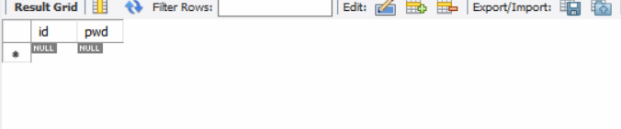 Result Grid Filter Rows: Edit: Export/Import:
id pwd
NULL NULL